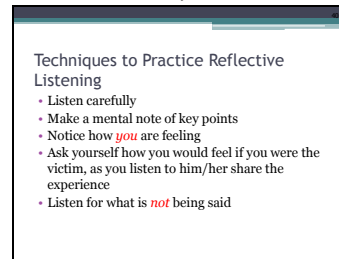 Techniques to Practice Reflective
Listening
• Listen carefully
• Make a mental note of key points
• Notice how you are feeling
• Ask yourself how you would feel if you were the
victim, as you listen to him/her share the
experience
• Listen for what is not being said